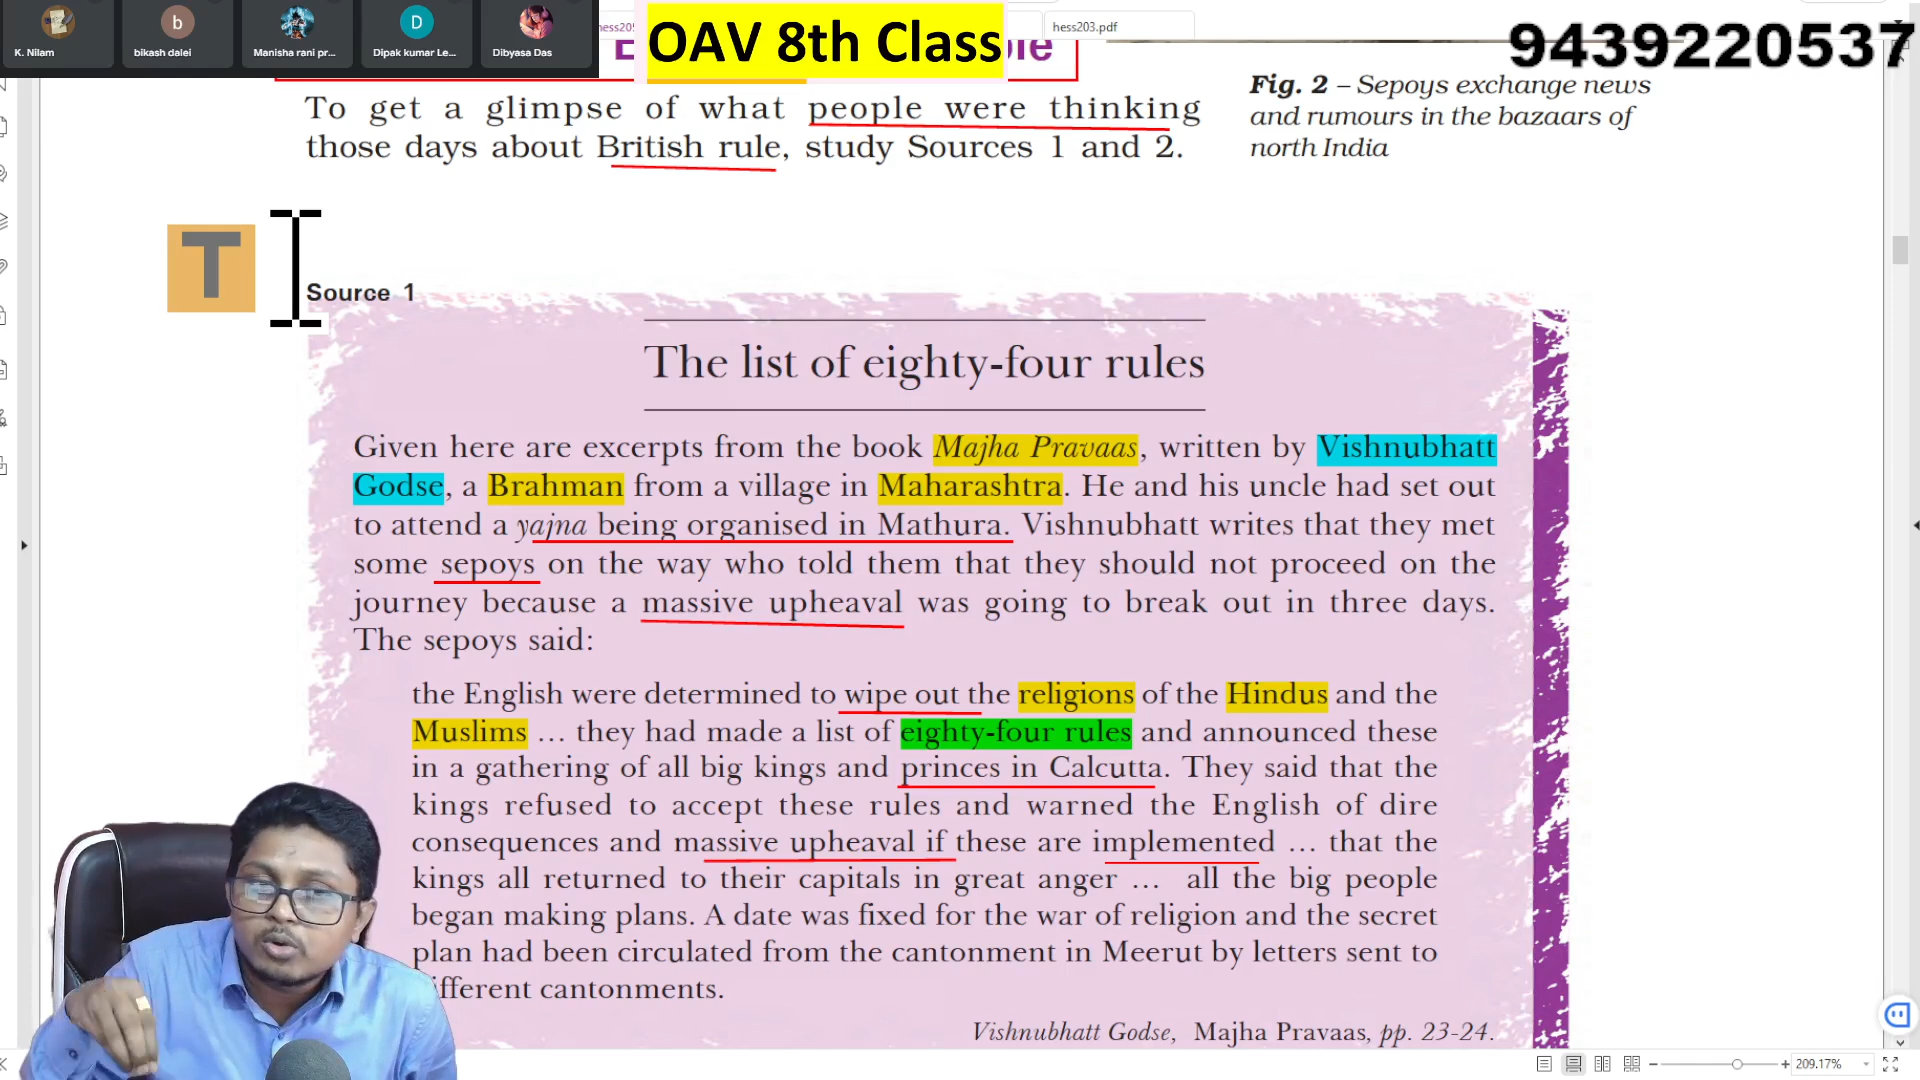 K. Nilam
bikash dalei
Manisha rani pr...
Dipak kumar Le...
Dibyasa Das
OAV 8th Class
hess203.pdf
9439220537
To get a glimpse of what people were thinking
those days about British rule, study Sources 1 and 2.
Fig. 2 – Sepoys exchange news
and rumours in the bazaars of
north India
T
Source 1
The list of eighty-four rules
Given here are excerpts from the book Majha Pravaas, written by Vishnubhatt
Godse, a Brahman from a village in Maharashtra. He and his uncle had set out
to attend a yajna being organised in Mathura. Vishnubhatt writes that they met
some sepoys on the way who told them that they should not proceed on the
journey because a massive upheaval was going to break out in three days.
The sepoys said:
the English were determined to wipe out the religions of the Hindus and the
Muslims … they had made a list of eighty-four rules and announced these
in a gathering of all big kings and princes in Calcutta. They said that the
kings refused to accept these rules and warned the English of dire
consequences and massive upheaval if these are implemented … that the
kings all returned to their capitals in great anger … all the big people
began making plans. A date was fixed for the war of religion and the secret
plan had been circulated from the cantonment in Meerut by letters sent to
ifferent cantonments.
Vishnubhatt Godse, Majha Pravaas, pp. 23-24.
209.17%